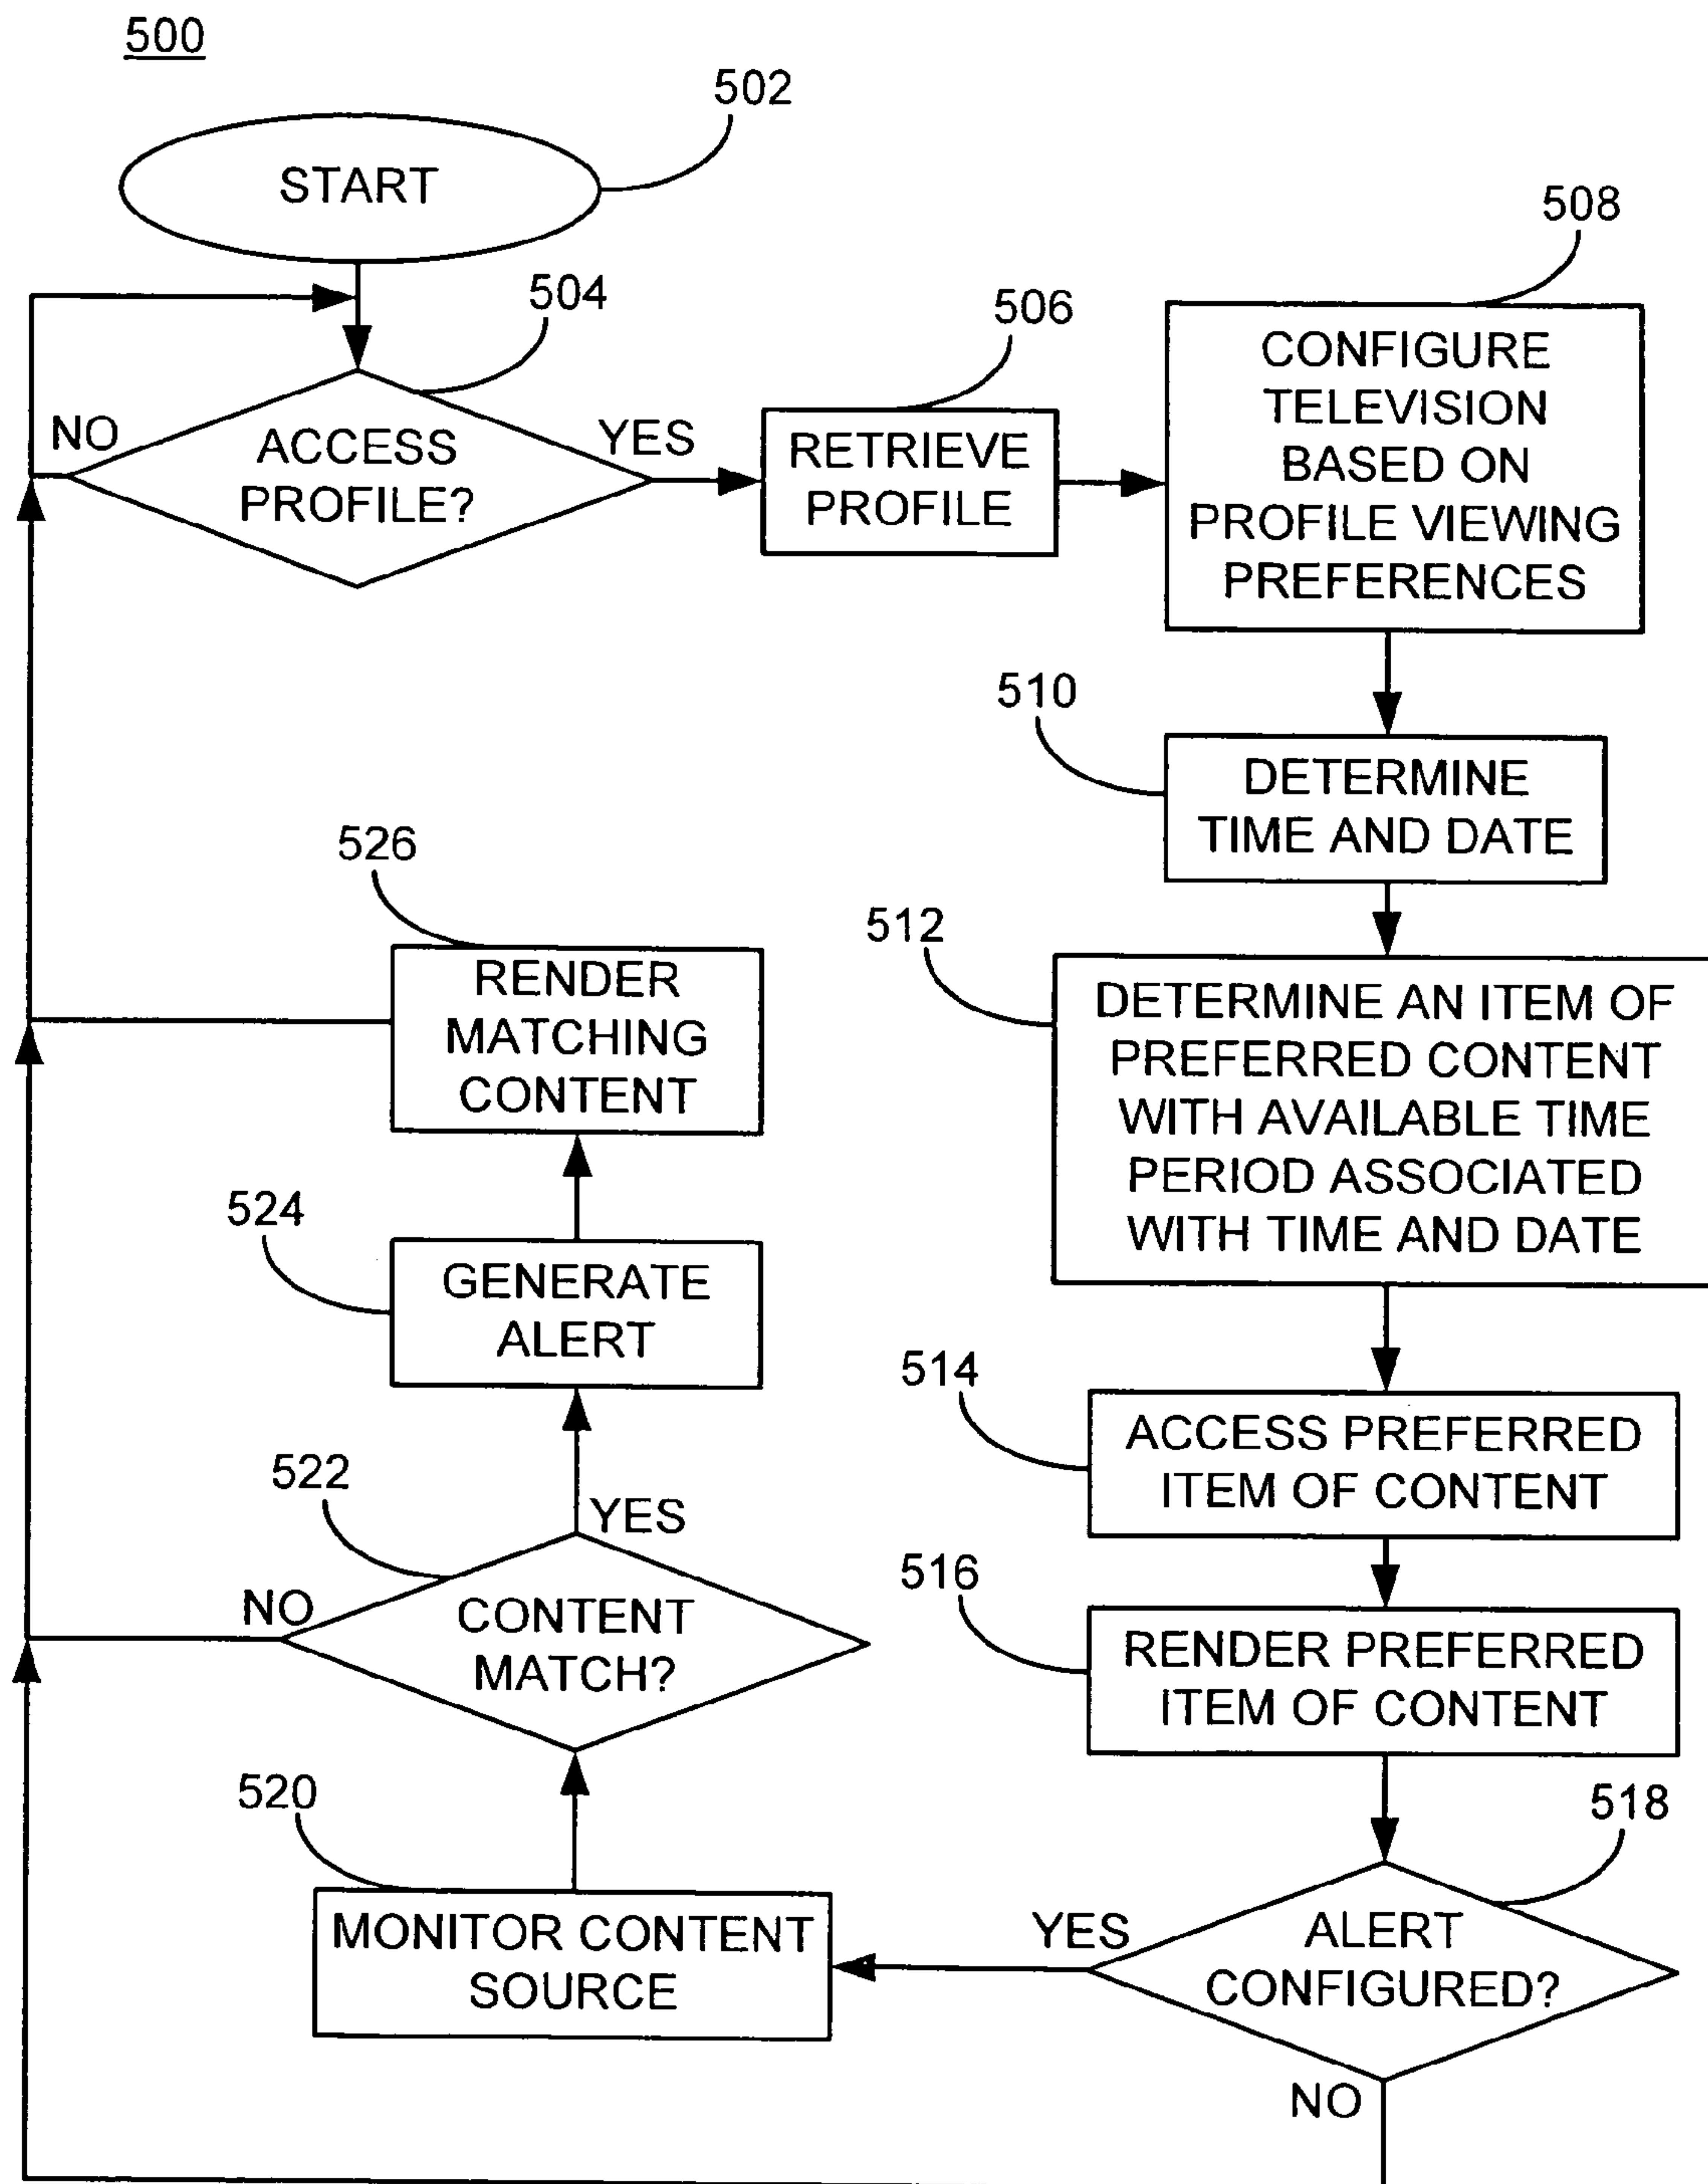 500
502
START
504
NO
ACCESS
PROFILE?
YES
506
RETRIEVE
PROFILE
508
CONFIGURE
TELEVISION
BASED ON
PROFILE VIEWING
PREFERENCES
510
DETERMINE
TIME AND DATE
512
DETERMINE AN ITEM OF
PREFERRED CONTENT
WITH AVAILABLE TIME
PERIOD ASSOCIATED
WITH TIME AND DATE
514
ACCESS PREFERRED
ITEM OF CONTENT
516
RENDER PREFERRED
ITEM OF CONTENT
518
ALERT
CONFIGURED?
YES
NO
520
MONITOR CONTENT
SOURCE
522
CONTENT
MATCH?
NO
YES
524
GENERATE
ALERT
526
RENDER
MATCHING
CONTENT